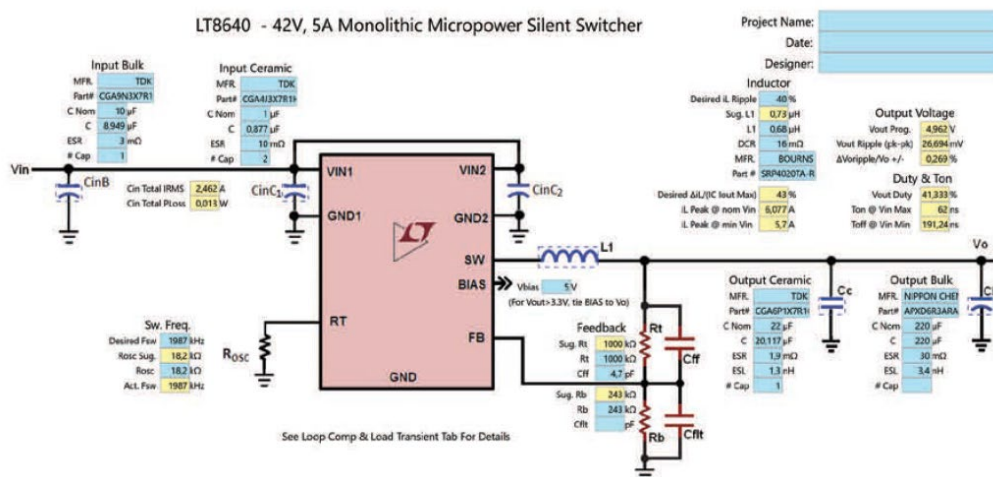 LT8640 - 42V, 5A Monolithic Micropower Silent Switcher
Project Name:
Date:
Designer:
Input Bulk
MFR. TDK
Part# CGA9N3X7R1
C Nom 10 µF
C 8.949 µF
ESR 3 mΩ
# Cap 1
Input Ceramic
MFR. TDK
Part# CGA4J3X7R1H
C Nom 1 µF
C 0,877 µF
ESR 10 mΩ
# Cap 2
Inductor
Desired iL Ripple 40 %
Sug. L1 0,73 µH
L1 0,68 µH
DCR 16 mΩ
MFR. BOURNS
Part # SRP4020TA-R
Desired ΔiL/(IC Iout Max) 43 %
iL Peak @ nom Vin 6,077 A
iL Peak @ min Vin 5,7 A
Output Voltage
Vout Prog. 4,962 V
Vout Ripple (pk-pk) 26,694 mV
ΔVoripple/Vo +/- 0,269 %
Duty & Ton
Vout Duty 41,333 %
Ton @ Vin Max 62 ns
Toff @ Vin Min 191,24 ns
Vin
CinB
Cin Total IRMS 2,462 A
Cin Total PLoss 0,013 W
CinC1
CinC2
VIN1
VIN2
GND1
GND2
SW
BIAS
RT
FB
GND
L1
Vo
Vbias 5 V
(For Vout>3.3V, tie BIAS to Vo)
Sw. Freq.
Desired Fsw 1987 kHz
Rosc Sug. 18,2 kΩ
Rosc 18,2 kΩ
Act. Fsw 1987 kHz
ROSC
Feedback
Sug. Rt 1000 kΩ
Rt 1000 kΩ
Cff 4,7 pF
Sug. Rb 243 kΩ
Rb 243 kΩ
Cflt pF
Rt
Cff
Rb
Cflt
Output Ceramic
MFR. TDK
Part# CGA6P1X7R1
C Nom 22 µF
C 20,117 µF
ESR 1,9 mΩ
ESL 1,3 nH
# Cap 1
Cc
Output Bulk
MFR. NIPPON CHEM
Part# APXD6R3ARA
C Nom 220 µF
C 220 µF
ESR 30 mΩ
ESL 3,4 nH
# Cap
See Loop Comp & Load Transient Tab For Details